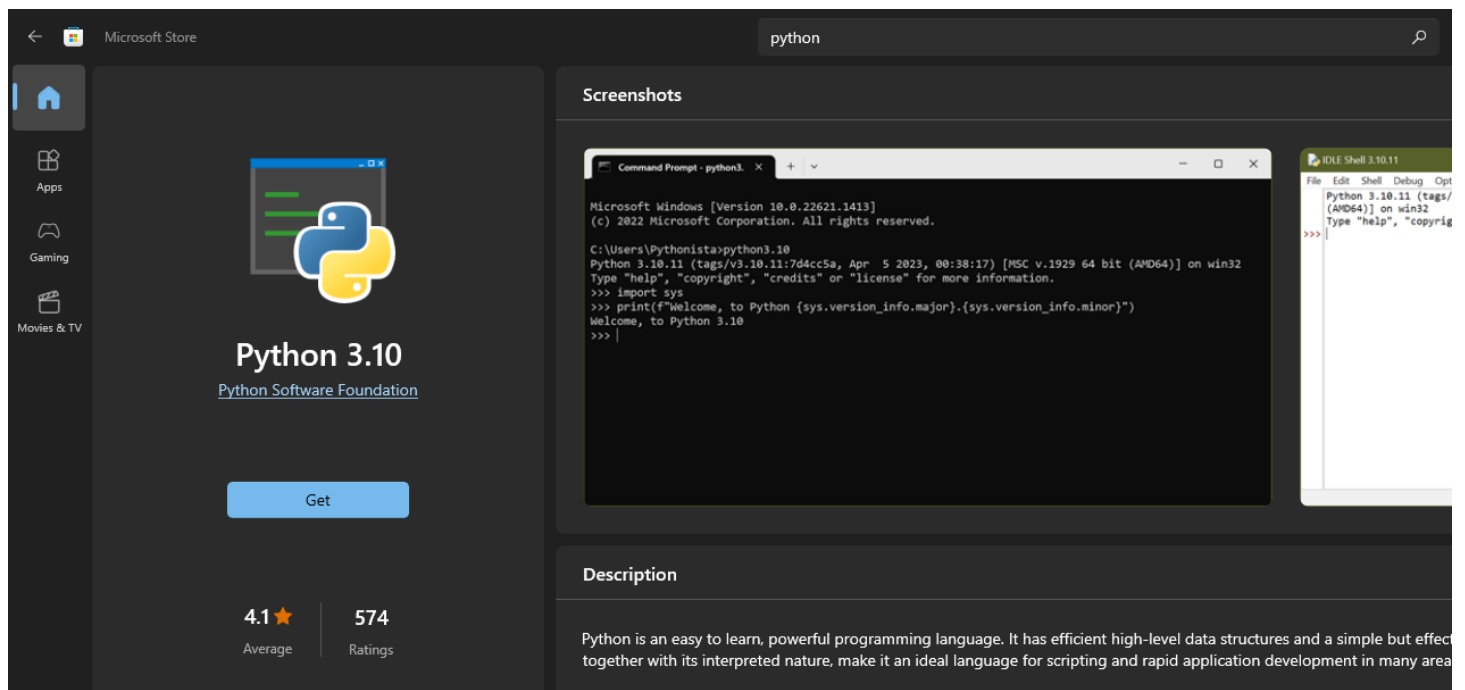 Microsoft Store
python
Apps
Gaming
Movies & TV
Python 3.10
Python Software Foundation
Get
4.1
Average
574
Ratings
Screenshots
Command Prompt - python3.
Microsoft Windows [Version 10.0.22621.1413]
(c) 2022 Microsoft Corporation. All rights reserved.
C:\Users\Pythonista>python3.10
Python 3.10.11 (tags/v3.10.11:7d4cc5a, Apr  5 2023, 00:38:17) [MSC v.1929 64 bit (AMD64)] on win32
Type "help", "copyright", "credits" or "license" for more information.
>>> import sys
>>> print(f"Welcome, to Python {sys.version_info.major}.{sys.version_info.minor}")
Welcome, to Python 3.10
>>>
IDLE Shell 3.10.11
File Edit Shell Debug Opt
Python 3.10.11 (tags/
(AMD64)] on win32
Type "help", "copyrig
>>>
Description
Python is an easy to learn, powerful programming language. It has efficient high-level data structures and a simple but effect
together with its interpreted nature, make it an ideal language for scripting and rapid application development in many area